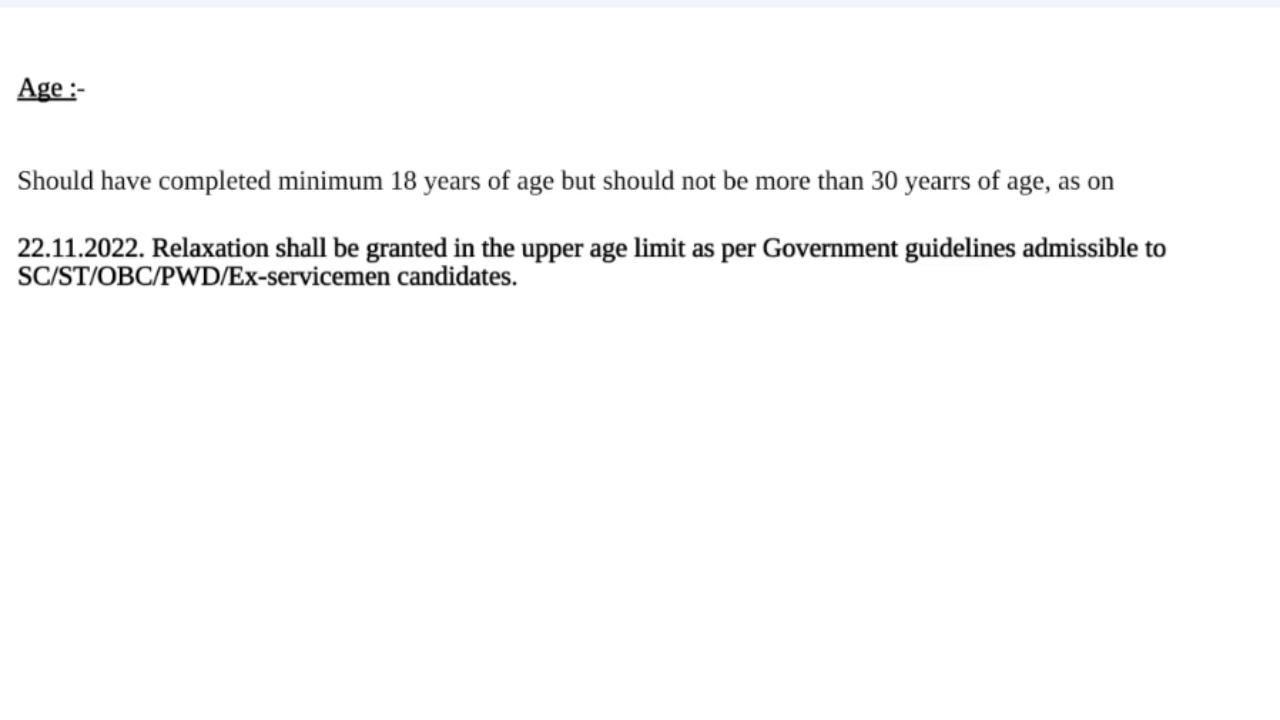 Age :-
Should have completed minimum 18 years of age but should not be more than 30 yearrs of age, as on
22.11.2022. Relaxation shall be granted in the upper age limit as per Government guidelines admissible to
SC/ST/OBC/PWD/Ex-servicemen candidates.